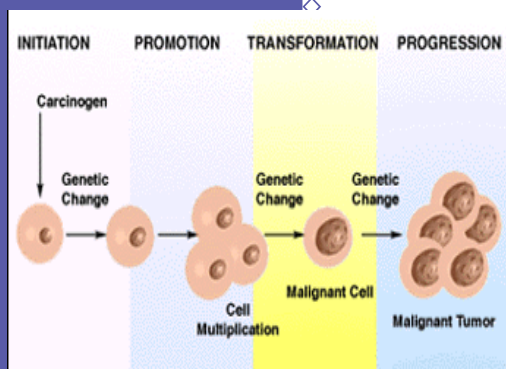 INITIATION PROMOTION TRANSFORMATION PROGRESSION
Carcinogen
Genetic
Change
Genetic
Change
Genetic
Change
Cell
Multiplication
Malignant Cell
Malignant Tumor